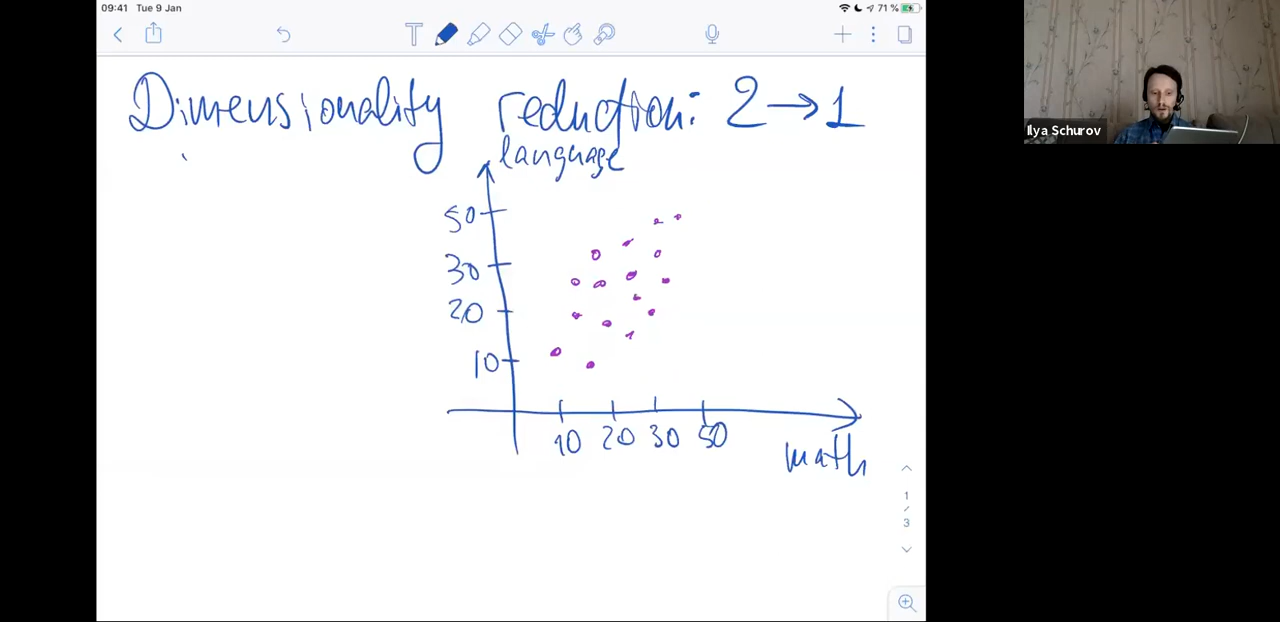 09:41 Tue 9 Jan
71 %
T
Dimensionality reduction: 2→1
Ilya Schurov
language
50
30
20
10
10 20 30 50
math
1
/
3